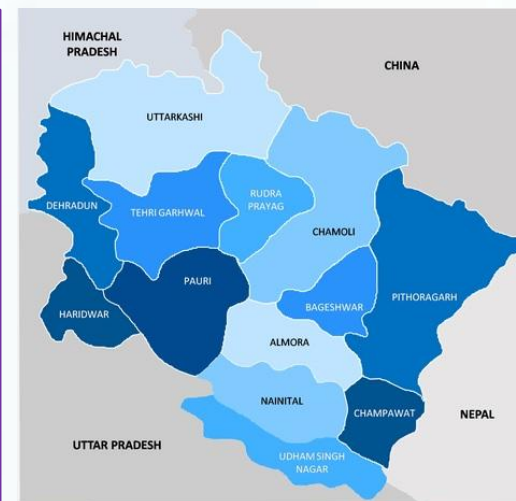 HIMACHAL
PRADESH
CHINA
UTTARKASHI
DEHRADUN
TEHRI GARHWAL
RUDRA
PRAYAG
CHAMOLI
PAURI
HARIDWAR
BAGESHWAR
PITHORAGARH
ALMORA
NAINITAL
CHAMPAWAT
NEPAL
UTTAR PRADESH
UDHAM SINGH
NAGAR